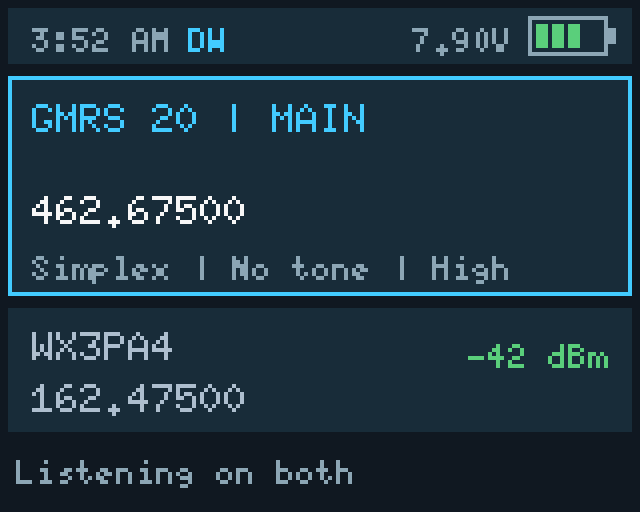 3:52 AM DW 7.90V
GMRS 20 | MAIN
462.67500
Simplex | No tone | High
WX3PA4
-42 dBm
162.47500
Listening on both